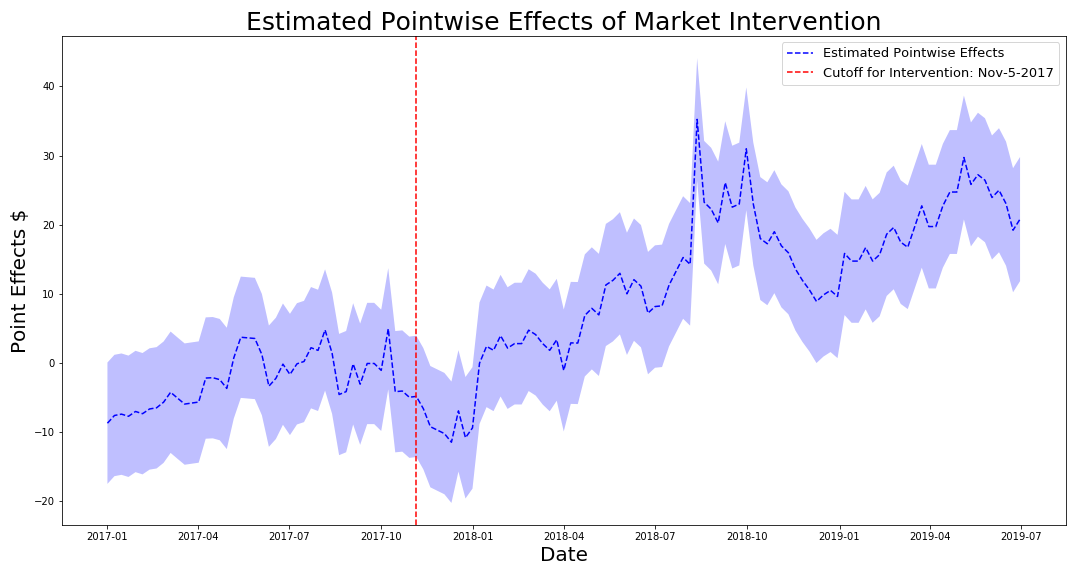 Estimated Pointwise Effects of Market Intervention
Estimated Pointwise Effects
Cutoff for Intervention: Nov-5-2017
Point Effects $
40
30
20
10
0
−10
−20
2017-01 2017-04 2017-07 2017-10 2018-01 2018-04 2018-07 2018-10 2019-01 2019-04 2019-07
Date